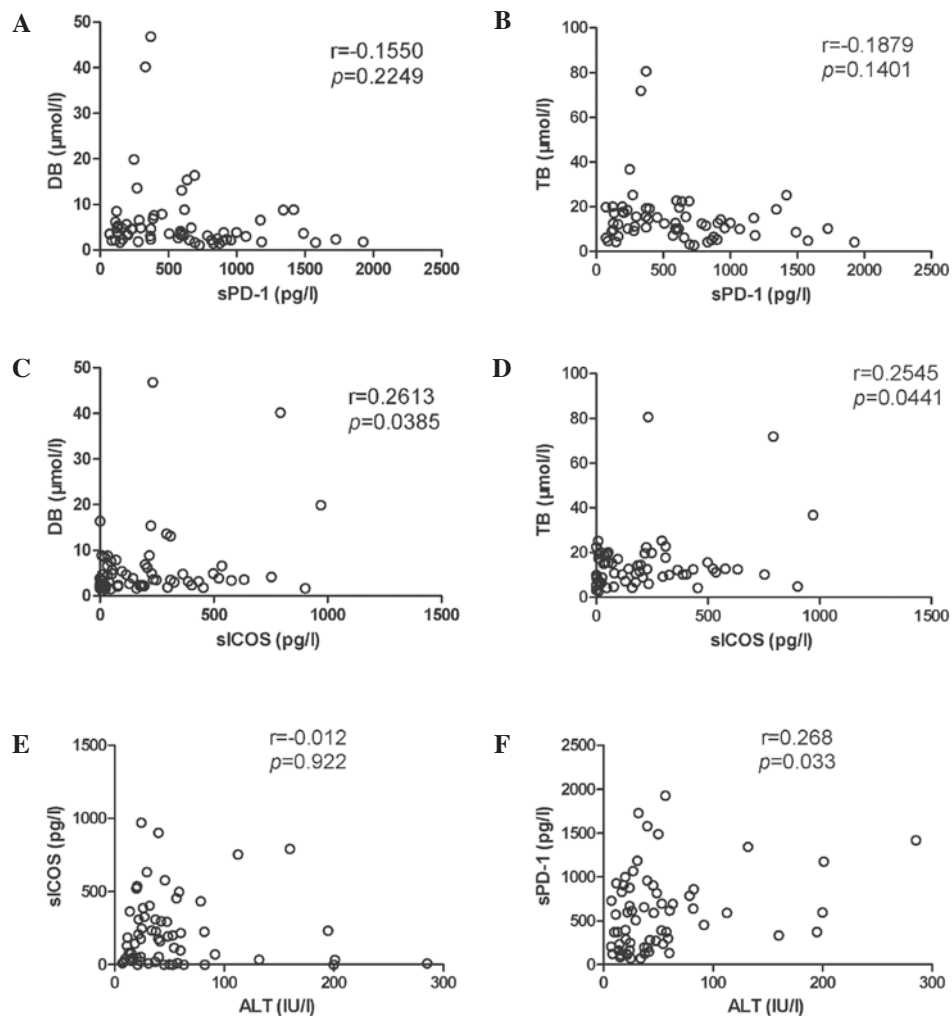 A
50
40
30
20
10
0
DB (µmol/l)
r=-0.1550
p=0.2249
0 500 1000 1500 2000 2500
sPD-1 (pg/l)
B
100
80
60
40
20
0
TB (µmol/l)
r=-0.1879
p=0.1401
0 500 1000 1500 2000 2500
sPD-1 (pg/l)
C
50
40
30
20
10
0
DB (µmol/l)
r=0.2613
p=0.0385
0 500 1000 1500
sICOS (pg/l)
D
100
80
60
40
20
0
TB (µmol/l)
r=0.2545
p=0.0441
0 500 1000 1500
sICOS (pg/l)
E
1500
1000
500
0
sICOS (pg/l)
r=-0.012
p=0.922
0 100 200 300
ALT (IU/l)
F
2500
2000
1500
1000
500
0
sPD-1 (pg/l)
r=0.268
p=0.033
0 100 200 300
ALT (IU/l)